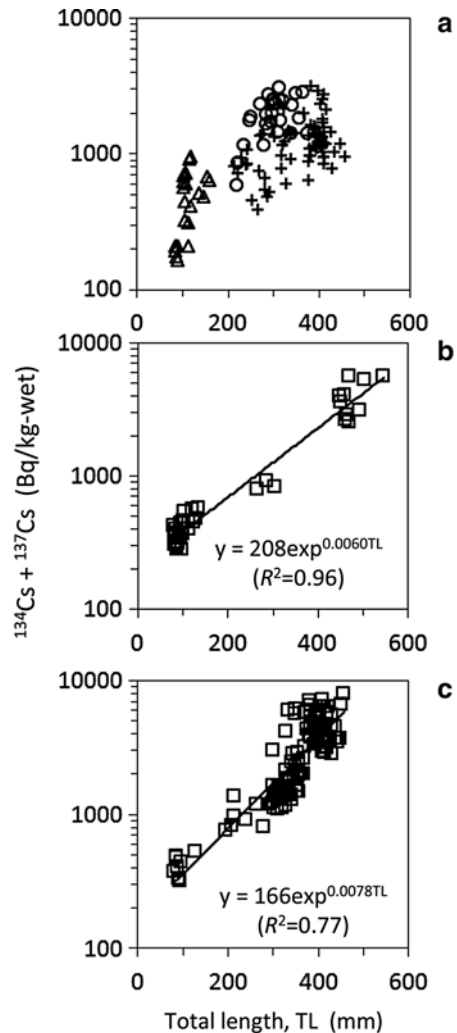 a
10000
1000
100
0 200 400 600
b
10000
1000
100
y = 208exp^0.0060TL
(R²=0.96)
0 200 400 600
c
10000
1000
100
y = 166exp^0.0078TL
(R²=0.77)
0 200 400 600
¹³⁴Cs + ¹³⁷Cs (Bq/kg-wet)
Total length, TL (mm)